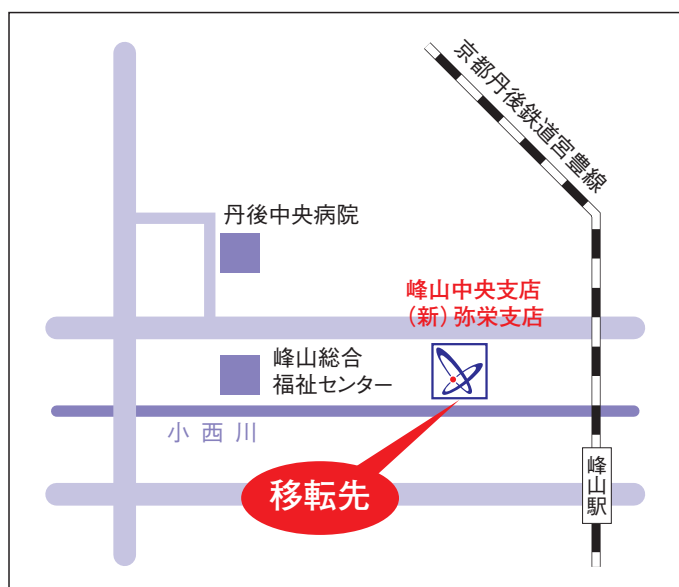 京都丹後鉄道宮豊線
丹後中央病院
峰山中央支店
（新）弥栄支店
峰山総合
福祉センター
小西川
移転先
峰山駅